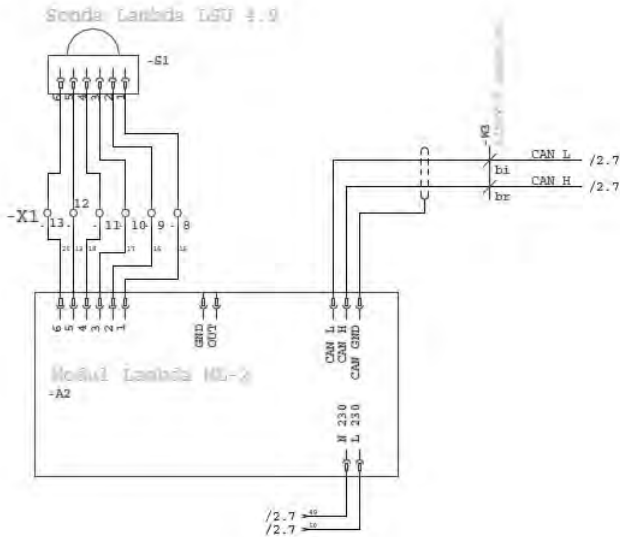 Sonda Lambda LSU 4.9
-S1
6 5 4 3 2 1
-W3
CAN L /2.7
bi
CAN H /2.7
br
12
-X1 13 11 10 9 8
6 5 4 3 2 1
GND
OUT
CAN L
CAN H
CAN GND
Modul Lambda ML-2
-A2
N 230
L 230
/2.7
/2.7